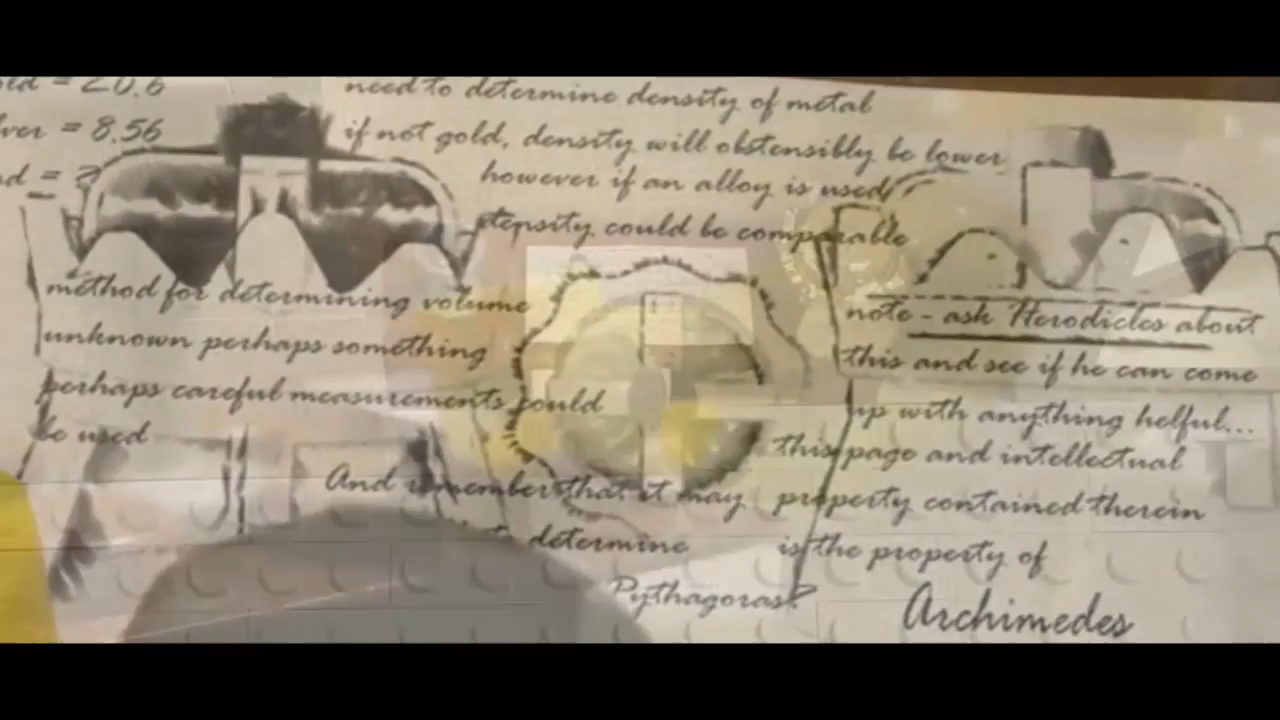 = 20.6
need to determine density of metal
= 8.56
if not gold, density will obstensibly be lower
however if an alloy is used
density could be comparable
method for determining volume
unknown perhaps something
perhaps careful measurements could
be used
note - ask Herodicles about
this and see if he can come
up with anything helful...
this page and intellectual
property contained therein
is the property of
Archimedes
And remember that it may
determine
Pythagoras?